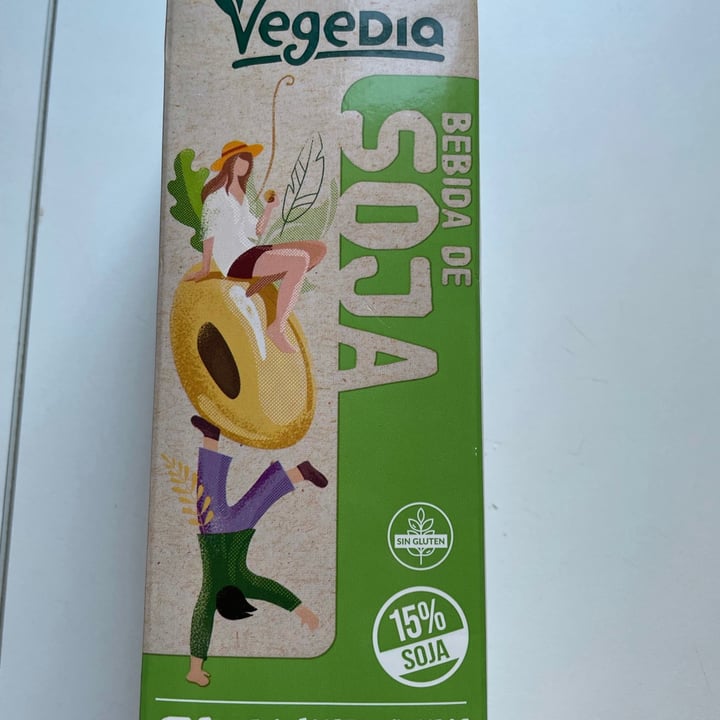 VegeDia
BEBIDA DE
SOJA
SIN GLUTEN
15%
SOJA